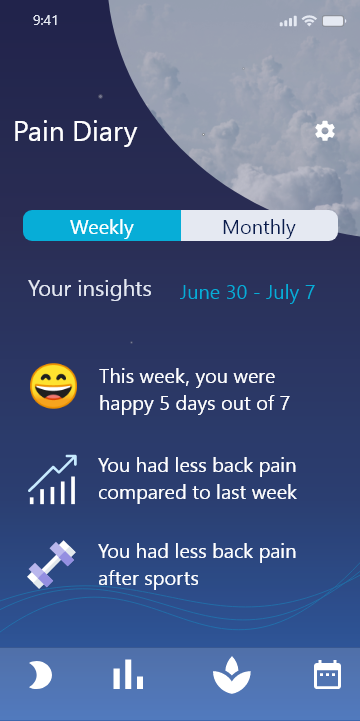 9:41
Pain Diary
Weekly
Monthly
Your insights
June 30 - July 7
This week, you were
happy 5 days out of 7
You had less back pain
compared to last week
You had less back pain
after sports